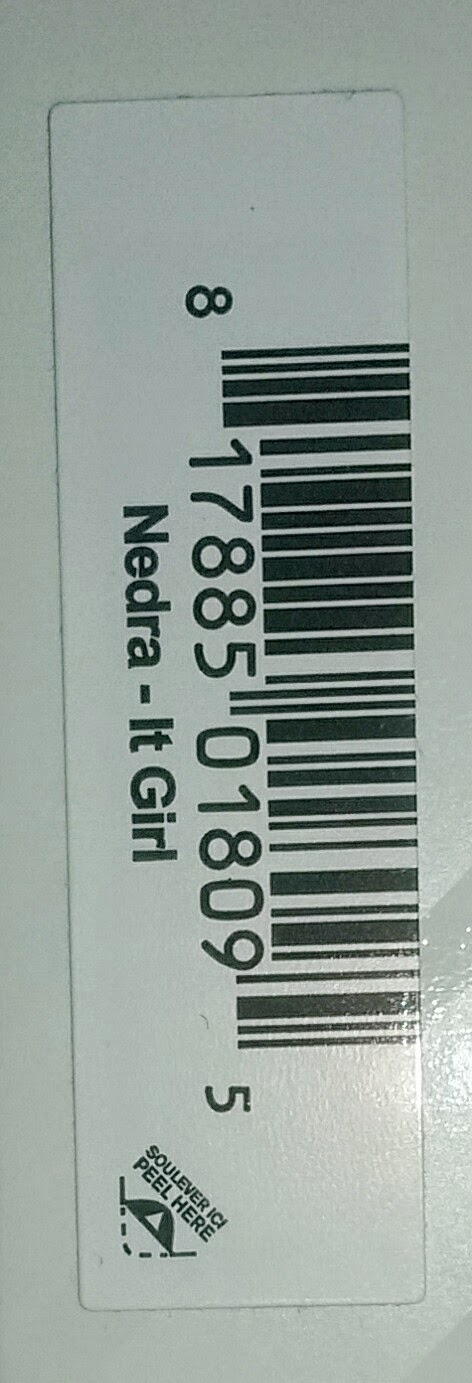 8 17885 01809 5
Nedra - It Girl
SOULEVER ICI
PEEL HERE